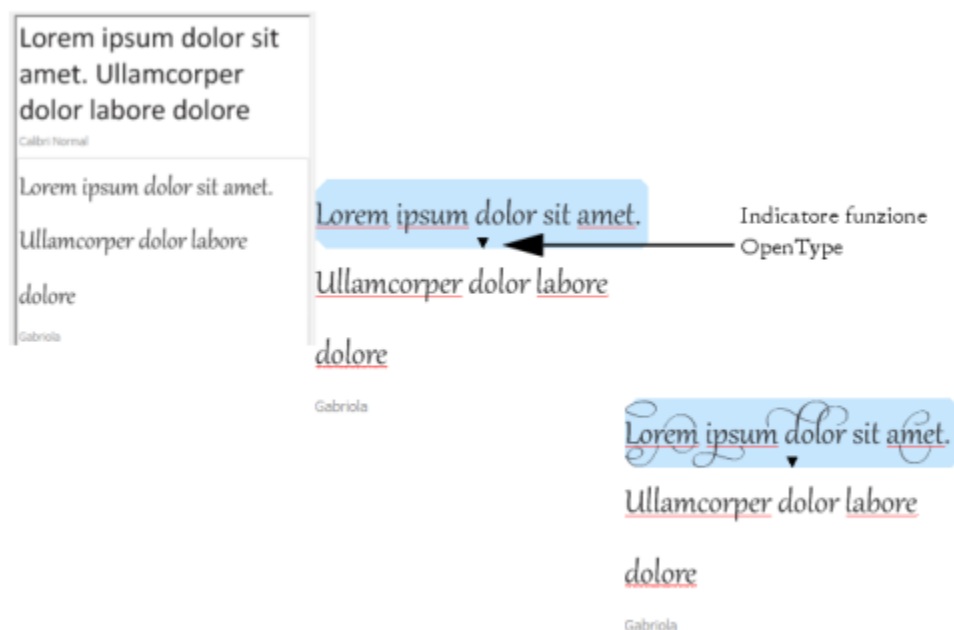 Lorem ipsum dolor sit
amet. Ullamcorper
dolor labore dolore
Calibri Normal
Lorem ipsum dolor sit amet.
Ullamcorper dolor labore
dolore
Gabriola
Lorem ipsum dolor sit amet.
Ullamcorper dolor labore
dolore
Gabriola
Indicatore funzione
OpenType
Lorem ipsum dolor sit amet.
Ullamcorper dolor labore
dolore
Gabriola